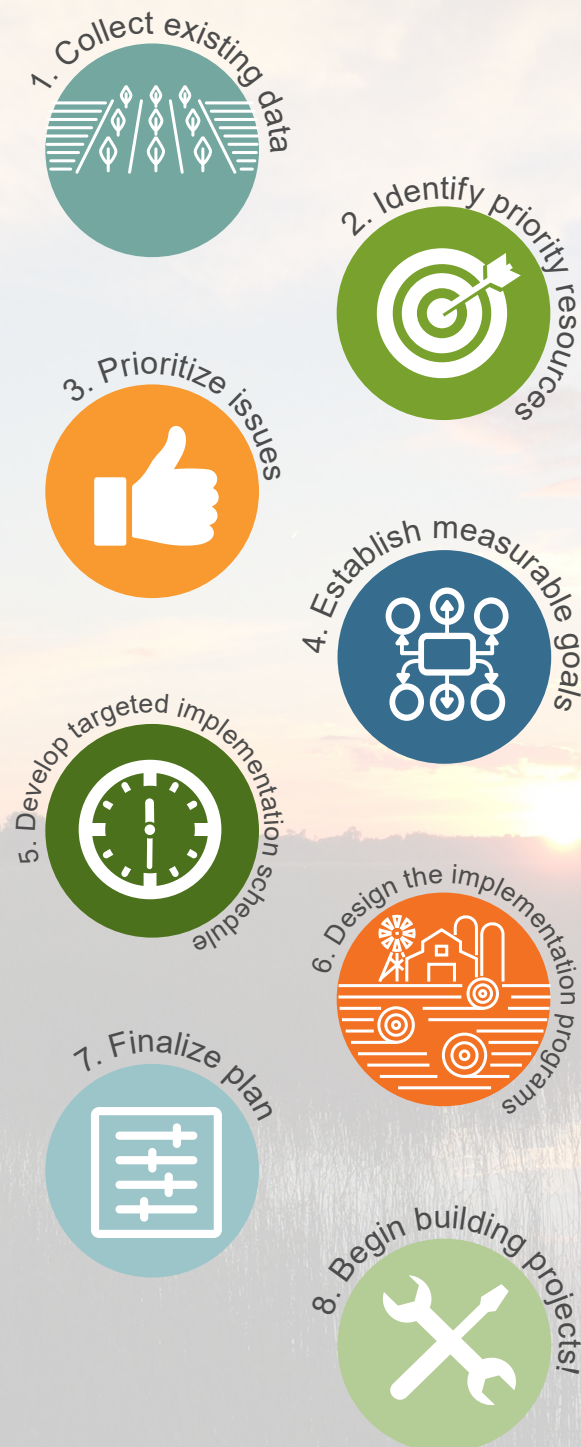 1. Collect existing data
2. Identify priority resources
3. Prioritize issues
4. Establish measurable goals
5. Develop targeted implementation schedule
6. Design the implementation programs
7. Finalize plan
8. Begin building projects!